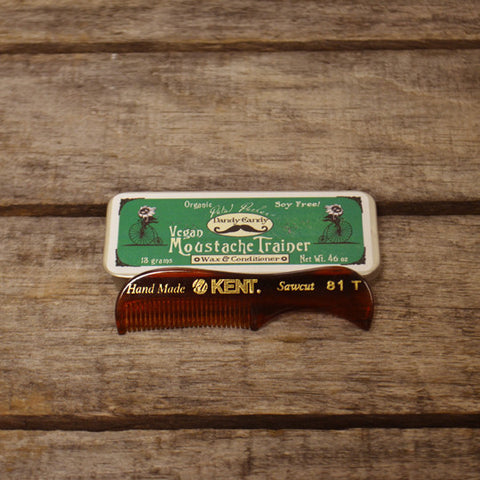 Organic
Soy Free!
Dandy Candy
Vegan
Moustache Trainer
13 grams
Wax & Conditioner
Net Wt. .46 oz
Hand Made KENT. Sawcut 81 T